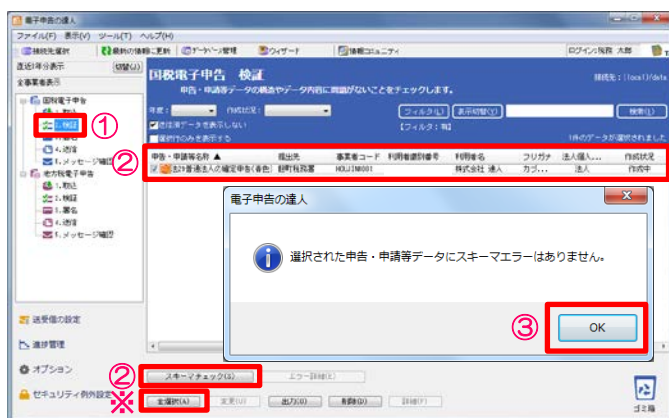 電子申告の達人
ファイル(F) 表示(V) ツール(T) ヘルプ(H)
接続先選択 最新の情報に更新 データベース管理 ウィザード 情報コミュニティ ログイン:税務 太郎
直近1年分表示 切替(J)
全事業者表示
国税電子申告
1.取込
2.検証
4.送信
5.メッセージ確認
地方税電子申告
1.取込
2.検証
3.署名
4.送信
5.メッセージ確認
送受信の設定
進捗管理
オプション
セキュリティ例外設定
①
国税電子申告 検証
接続先:(local)/data
申告・申請等データの構造やデータ内容に問題がないことをチェックします。
年度: 作成状況: フィルタ(L) 表示切替(Y) 検索(I)
送信済データを表示しない 【フィルタ:無】
選択行のみを表示する 1件のデータが選択されました
②
申告・申請等名称 ▲ 提出先 事業者コード 利用者識別番号 利用者名 フリガナ 法人個人... 作成状況
普通法人の確定申告(青色) 麹町税務署 HOUJIN001 株式会社 達人 カブ... 法人 作成中
電子申告の達人
選択された申告・申請等データにスキーマエラーはありません。
③
OK
②
スキーマチェック(S) エラー詳細(E)
※
全選択(A) 変更(U) 出力(O) 削除(D) 詳細(F)
ゴミ箱